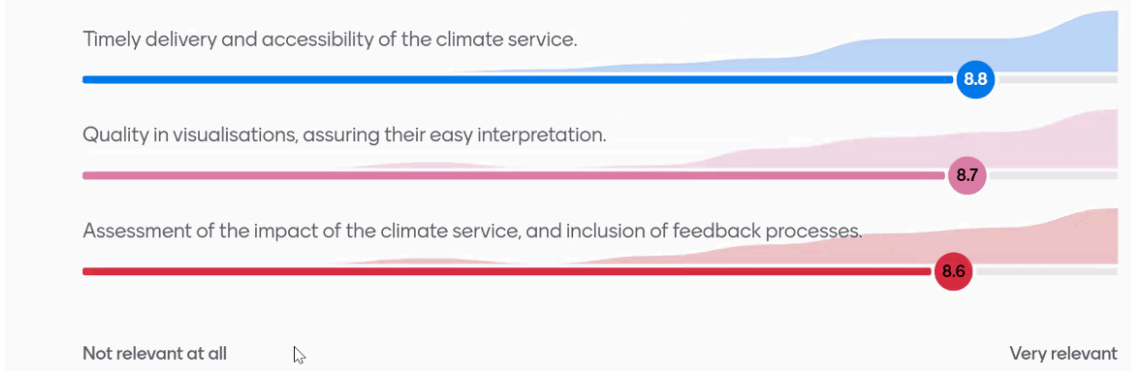 Timely delivery and accessibility of the climate service.
8.8
Quality in visualisations, assuring their easy interpretation.
8.7
Assessment of the impact of the climate service, and inclusion of feedback processes.
8.6
Not relevant at all
Very relevant